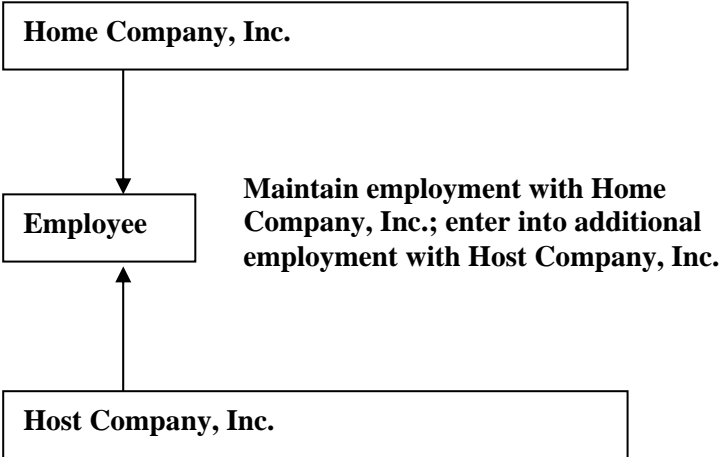 Home Company, Inc.
Maintain employment with Home
Employee
Company, Inc.; enter into additional
employment with Host Company, Inc.
Host Company, Inc.